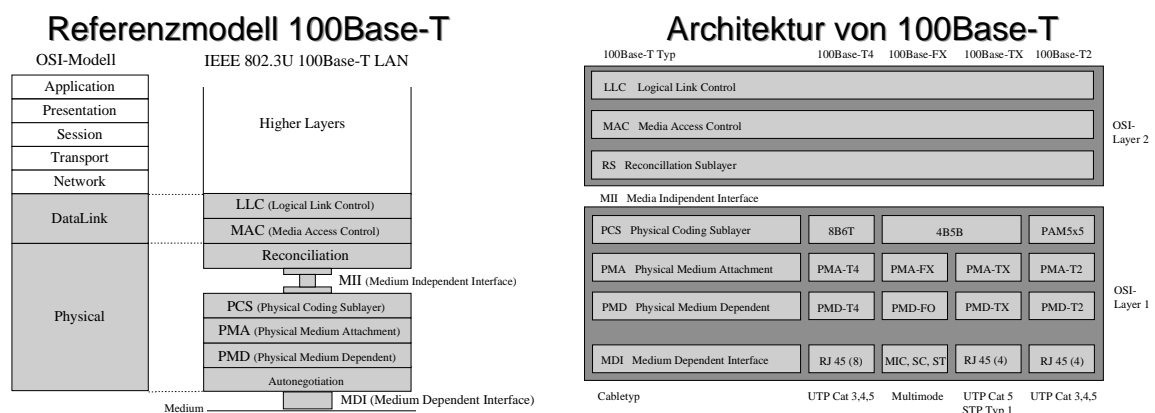 Referenzmodell 100Base-T
OSI-Modell
IEEE 802.3U 100Base-T LAN
Application
Presentation
Session
Transport
Network
DataLink
Physical
Higher Layers
LLC (Logical Link Control)
MAC (Media Access Control)
Reconciliation
MII (Medium Independent Interface)
PCS (Physical Coding Sublayer)
PMA (Physical Medium Attachment)
PMD (Physical Medium Dependent)
Autonegotiation
MDI (Medium Dependent Interface)
Medium
Architektur von 100Base-T
100Base-T Typ 100Base-T4 100Base-FX 100Base-TX 100Base-T2
LLC Logical Link Control
MAC Media Access Control
RS Reconcillation Sublayer
OSI-
Layer 2
MII Media Indipendent Interface
PCS Physical Coding Sublayer 8B6T 4B5B PAM5x5
PMA Physical Medium Attachment PMA-T4 PMA-FX PMA-TX PMA-T2
PMD Physical Medium Dependent PMD-T4 PMD-FO PMD-TX PMD-T2
MDI Medium Dependent Interface RJ 45 (8) MIC, SC, ST RJ 45 (4) RJ 45 (4)
OSI-
Layer 1
Cabletyp UTP Cat 3,4,5 Multimode UTP Cat 5 UTP Cat 3,4,5
STP Typ 1